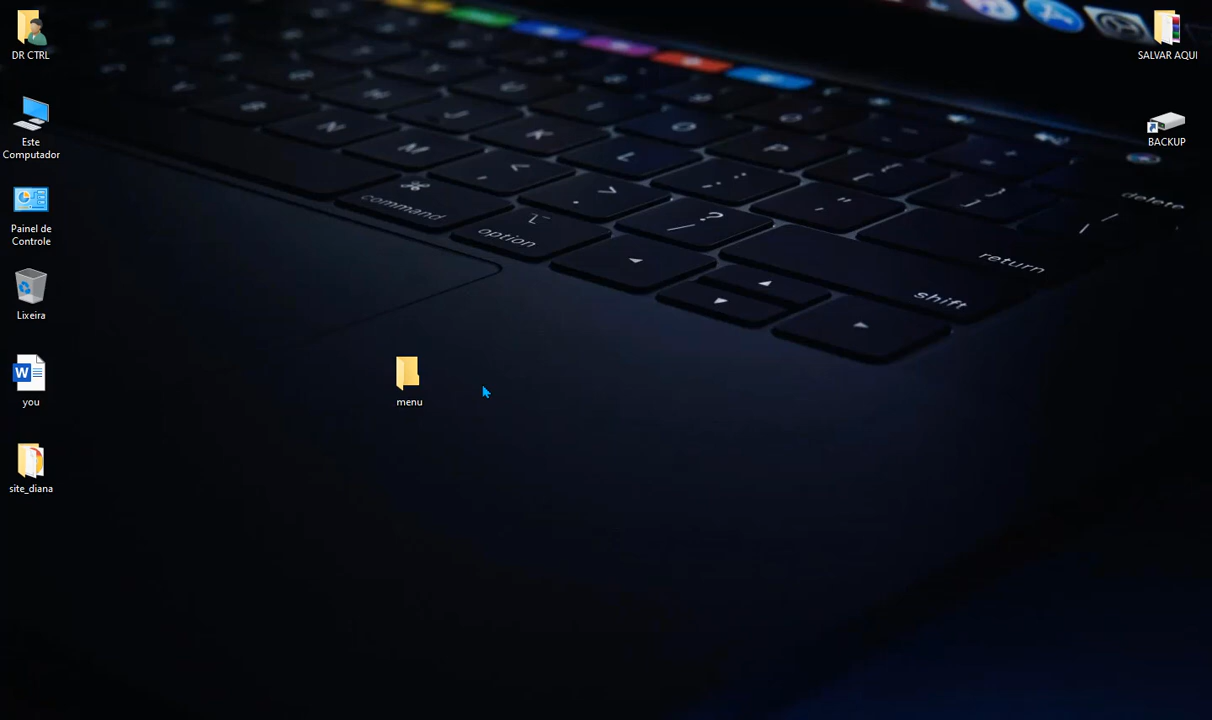 DR CTRL
SALVAR AQUI
Este
Computador
BACKUP
Painel de
Controle
Lixeira
W
you
menu
site_diana
N
J
K
O
M
L
P
command
option
delete
return
shift